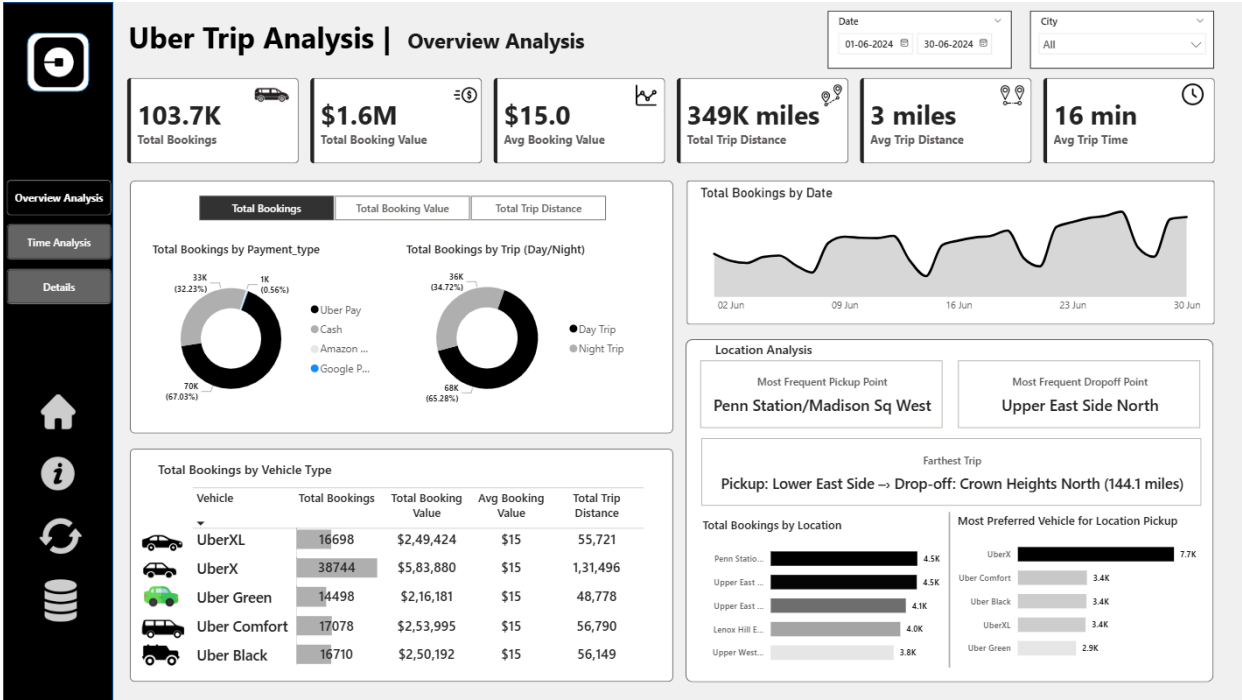 Uber Trip Analysis | Overview Analysis
Date
01-06-2024 30-06-2024
City
All
103.7K
Total Bookings
$1.6M
Total Booking Value
$15.0
Avg Booking Value
349K miles
Total Trip Distance
3 miles
Avg Trip Distance
16 min
Avg Trip Time
Overview Analysis
Time Analysis
Details
Total Bookings Total Booking Value Total Trip Distance
Total Bookings by Payment_type
33K
(32.23%)
1K
(0.56%)
70K
(67.03%)
Uber Pay
Cash
Amazon ...
Google P...
Total Bookings by Trip (Day/Night)
36K
(34.72%)
68K
(65.28%)
Day Trip
Night Trip
Total Bookings by Date
02 Jun 09 Jun 16 Jun 23 Jun 30 Jun
Total Bookings by Vehicle Type
Vehicle Total Bookings Total Booking Value Avg Booking Value Total Trip Distance
UberXL 16698 $2,49,424 $15 55,721
UberX 38744 $5,83,880 $15 1,31,496
Uber Green 14498 $2,16,181 $15 48,778
Uber Comfort 17078 $2,53,995 $15 56,790
Uber Black 16710 $2,50,192 $15 56,149
Location Analysis
Most Frequent Pickup Point
Penn Station/Madison Sq West
Most Frequent Dropoff Point
Upper East Side North
Farthest Trip
Pickup: Lower East Side --> Drop-off: Crown Heights North (144.1 miles)
Total Bookings by Location
Penn Statio... 4.5K
Upper East ... 4.5K
Upper East ... 4.1K
Lenox Hill E... 4.0K
Upper West... 3.8K
Most Preferred Vehicle for Location Pickup
UberX 7.7K
Uber Comfort 3.4K
Uber Black 3.4K
UberXL 3.4K
Uber Green 2.9K